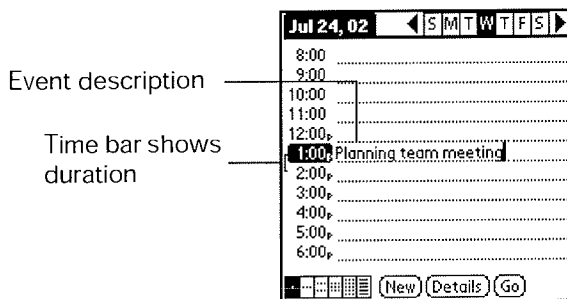 Jul 24, 02 S M T W T F S
8:00
9:00
Event description
10:00
11:00
12:00P
1:00P Planning team meeting
Time bar shows
duration
2:00P
3:00P
4:00P
5:00P
6:00P
New Details Go